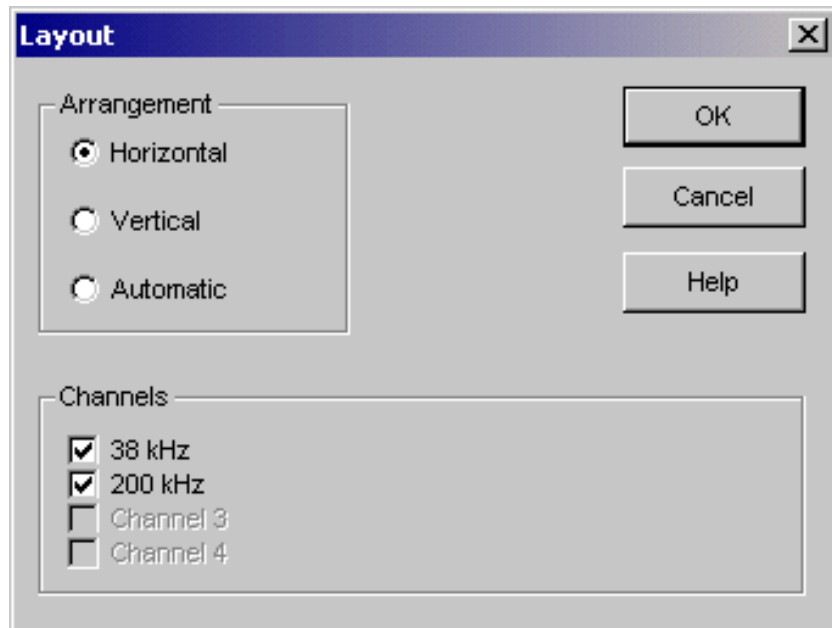 Layout
Arrangement
Horizontal
Vertical
Automatic
OK
Cancel
Help
Channels
38 kHz
200 kHz
Channel 3
Channel 4